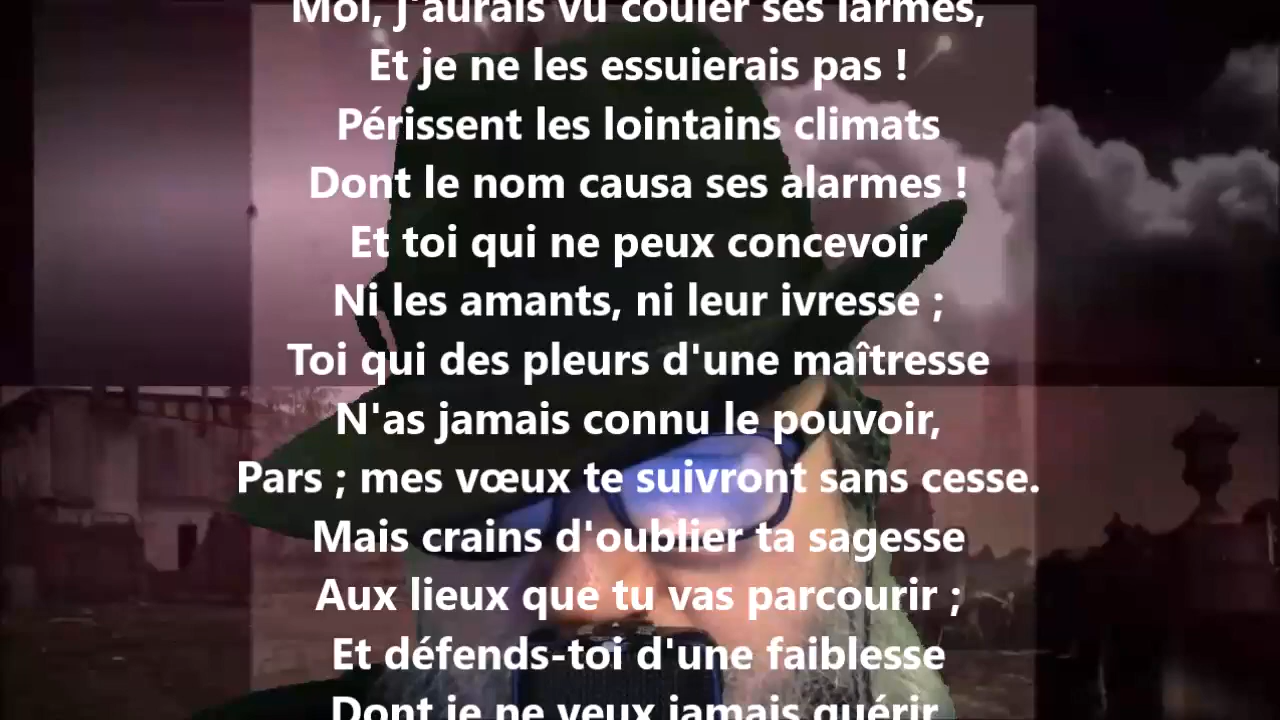 Moi, j'aurais vu couler ses larmes,
Et je ne les essuierais pas !
Périssent les lointains climats
Dont le nom causa ses alarmes !
Et toi qui ne peux concevoir
Ni les amants, ni leur ivresse ;
Toi qui des pleurs d'une maîtresse
N'as jamais connu le pouvoir,
Pars ; mes vœux te suivront sans cesse.
Mais crains d'oublier ta sagesse
Aux lieux que tu vas parcourir ;
Et défends-toi d'une faiblesse
Dont je ne veux jamais guérir